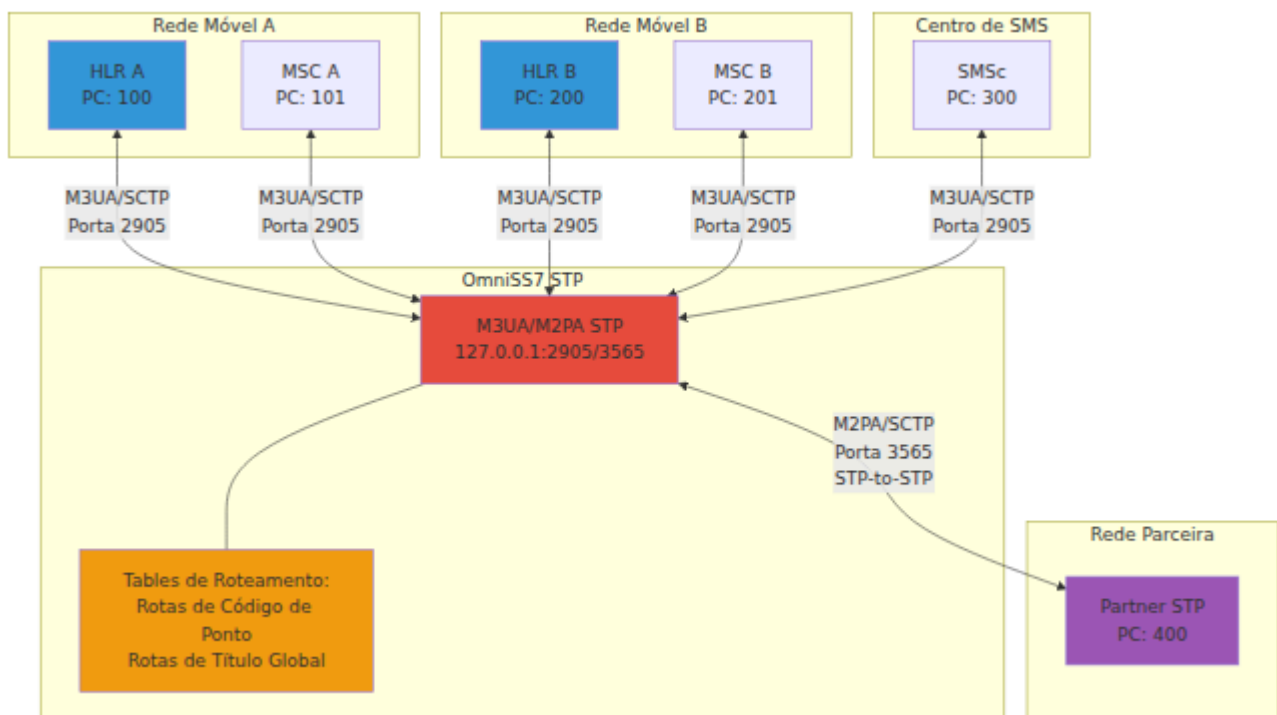 Rede Móvel A
HLR A
PC: 100
MSC A
PC: 101
Rede Móvel B
HLR B
PC: 200
MSC B
PC: 201
Centro de SMS
SMSc
PC: 300
M3UA/SCTP
Porta 2905
M3UA/SCTP
Porta 2905
M3UA/SCTP
Porta 2905
M3UA/SCTP
Porta 2905
M3UA/SCTP
Porta 2905
OmniSS7 STP
M3UA/M2PA STP
127.0.0.1:2905/3565
M2PA/SCTP
Porta 3565
STP-to-STP
Tables de Roteamento:
Rotas de Código de
Ponto
Rotas de Título Global
Rede Parceira
Partner STP
PC: 400